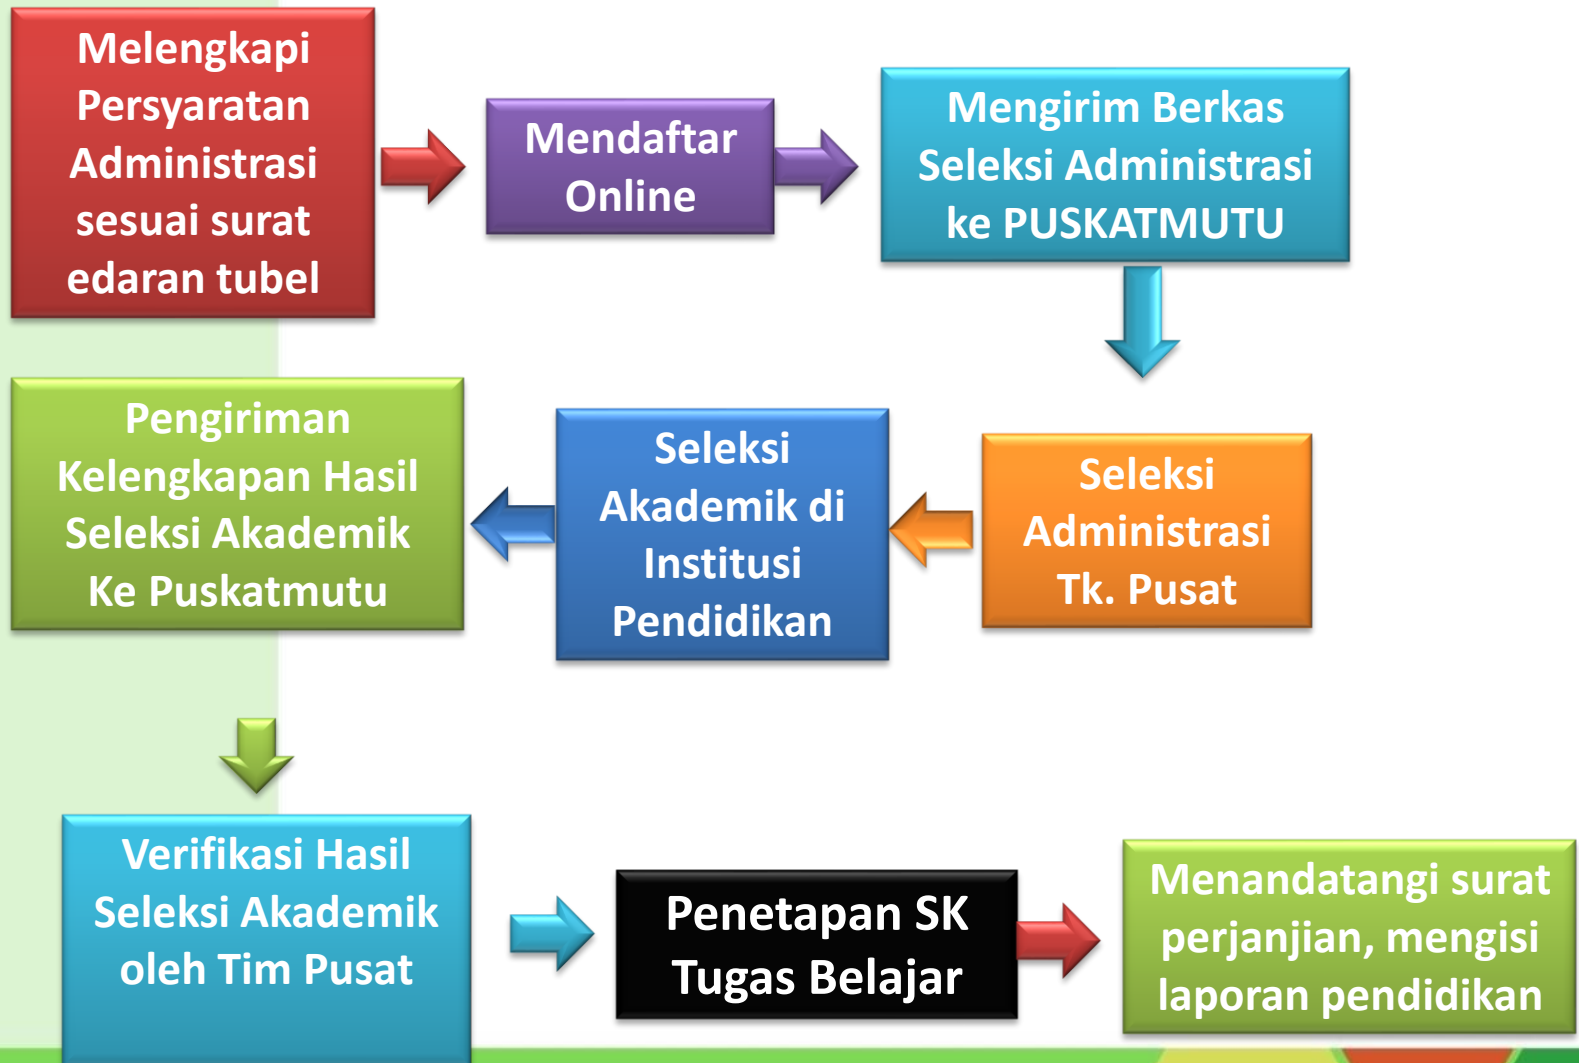 Melengkapi
Persyaratan
Administrasi
sesuai surat
edaran tubel
Mendaftar
Online
Mengirim Berkas
Seleksi Administrasi
ke PUSKATMUTU
Seleksi
Administrasi
Tk. Pusat
Seleksi
Akademik di
Institusi
Pendidikan
Pengiriman
Kelengkapan Hasil
Seleksi Akademik
Ke Puskatmutu
Verifikasi Hasil
Seleksi Akademik
oleh Tim Pusat
Penetapan SK
Tugas Belajar
Menandatangi surat
perjanjian, mengisi
laporan pendidikan